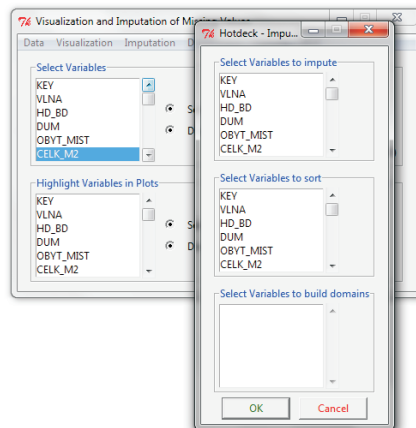 Visualization and Imputation of Missing Values
Data Visualization Imputation
Select Variables
KEY
VLNA
HD_BD
DUM
OBYT_MIST
CELK_M2
Highlight Variables in Plots
KEY
VLNA
HD_BD
DUM
OBYT_MIST
CELK_M2
Hotdeck - Impu...
Select Variables to impute
KEY
VLNA
HD_BD
DUM
OBYT_MIST
CELK_M2
Select Variables to sort
KEY
VLNA
HD_BD
DUM
OBYT_MIST
CELK_M2
Select Variables to build domains
OK
Cancel